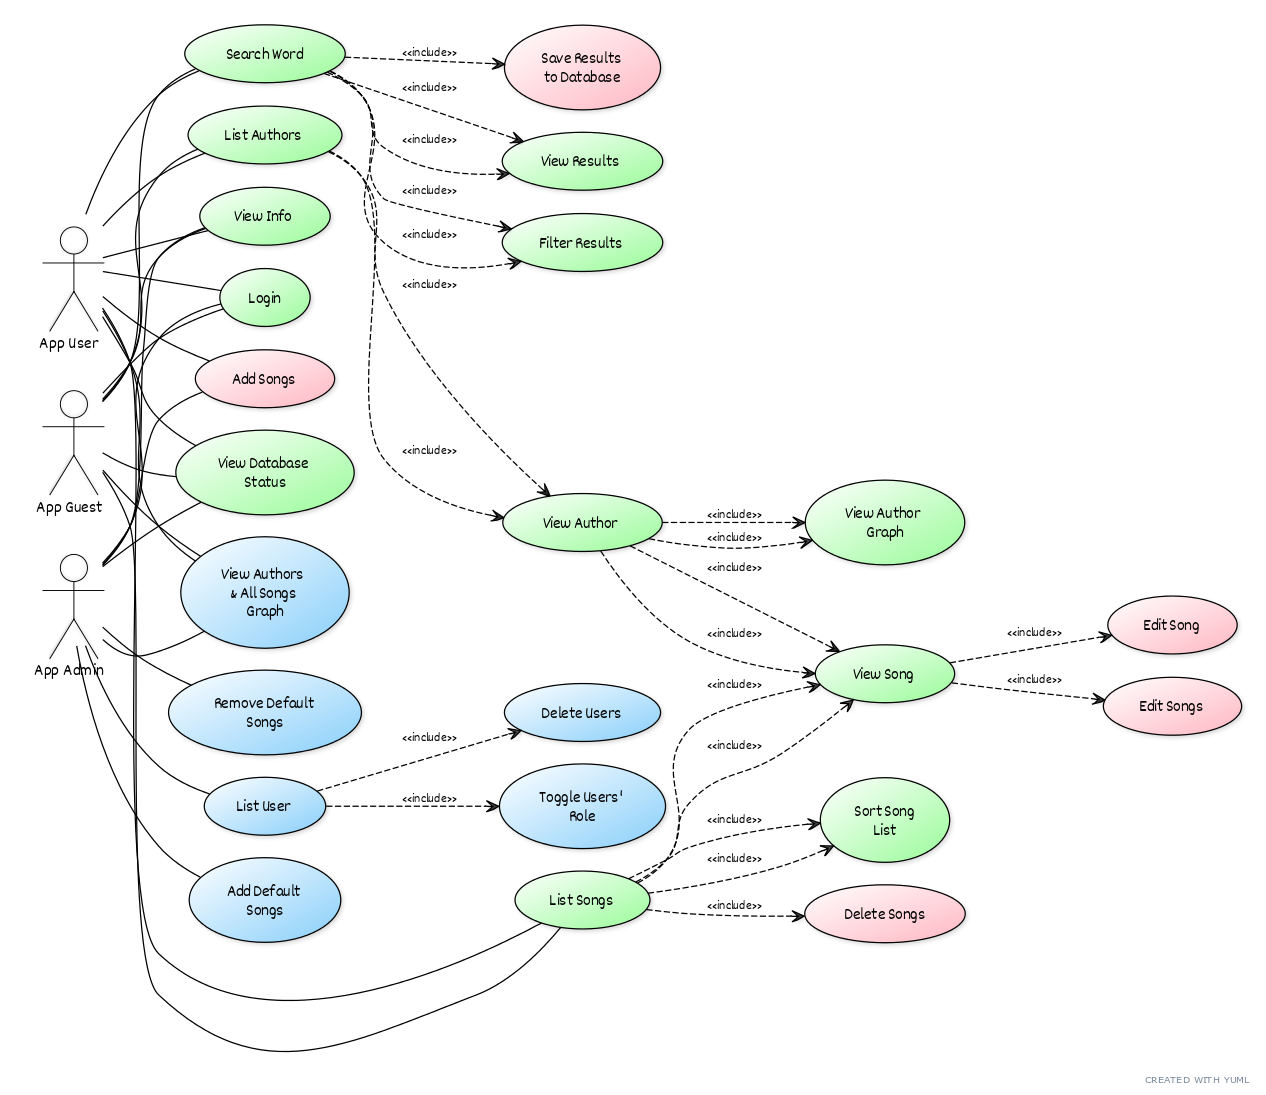 Search Word
<<include>>
Save Results
to Database
<<include>>
List Authors
<<include>>
View Results
<<include>>
View Info
<<include>>
Filter Results
<<include>>
Login
App User
Add Songs
<<include>>
View Database
Status
App Guest
View Author
<<include>>
<<include>>
<<include>>
View Author
Graph
View Authors
& All Songs
Graph
<<include>>
<<include>>
Edit Song
App Admin
View Song
<<include>>
<<include>>
Edit Songs
Remove Default
Songs
<<include>>
Delete Users
<<include>>
List User
<<include>>
Toggle Users'
Role
<<include>>
Sort Song
List
<<include>>
Add Default
Songs
List Songs
<<include>>
Delete Songs
CREATED WITH YUML